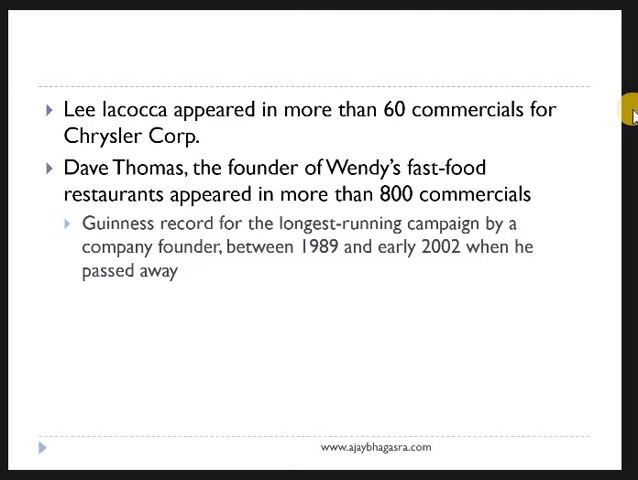 Lee Iacocca appeared in more than 60 commercials for
Chrysler Corp.
Dave Thomas, the founder of Wendy's fast-food
restaurants appeared in more than 800 commercials
Guinness record for the longest-running campaign by a
company founder, between 1989 and early 2002 when he
passed away
www.ajaybhagasra.com